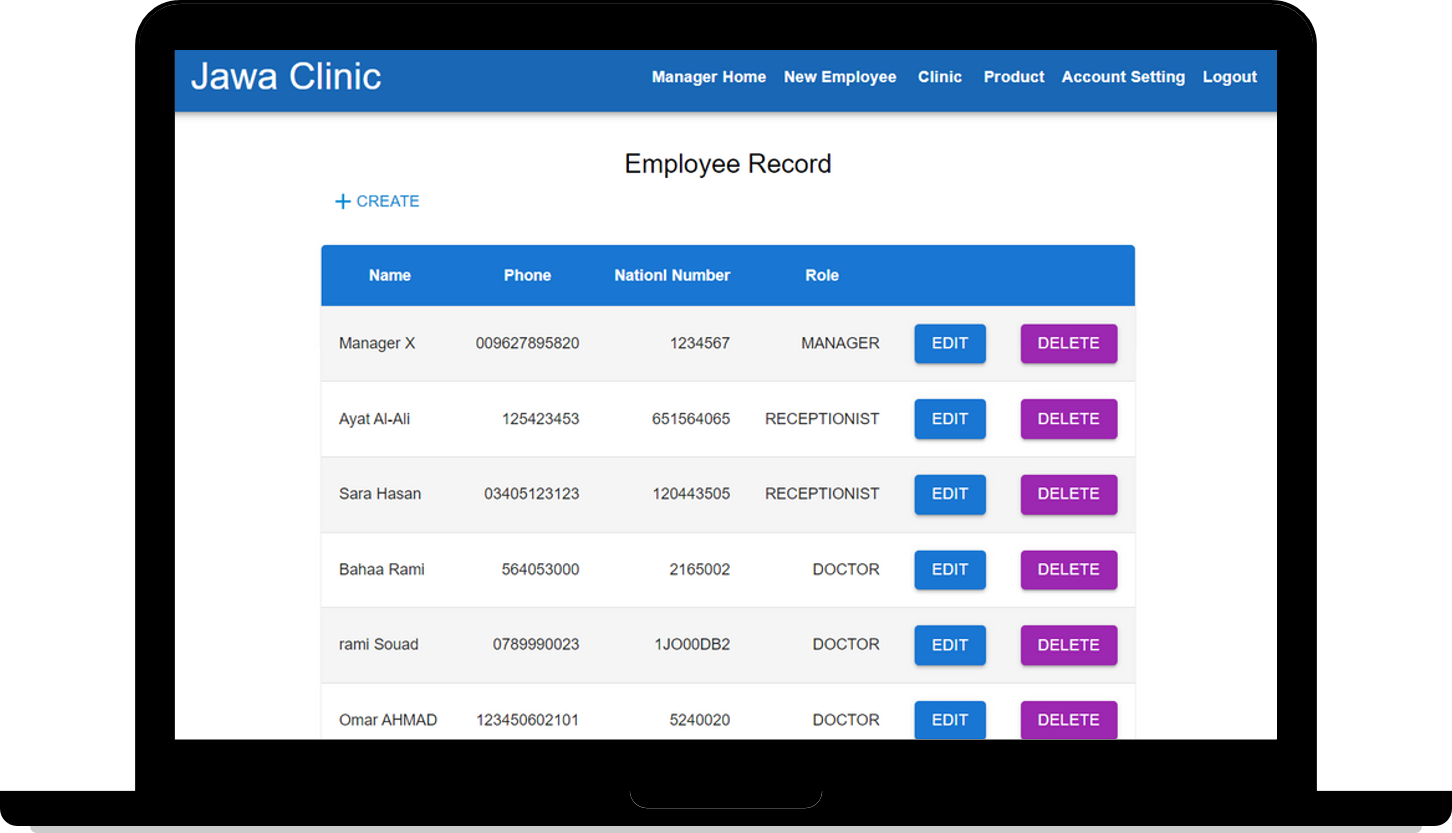 Jawa Clinic Manager Home New Employee Clinic Product Account Setting Logout
Employee Record
+ CREATE
Name Phone Nationl Number Role
Manager X 009627895820 1234567 MANAGER EDIT DELETE
Ayat Al-Ali 125423453 651564065 RECEPTIONIST EDIT DELETE
Sara Hasan 03405123123 120443505 RECEPTIONIST EDIT DELETE
Bahaa Rami 564053000 2165002 DOCTOR EDIT DELETE
rami Souad 0789990023 1JO00DB2 DOCTOR EDIT DELETE
Omar AHMAD 123450602101 5240020 DOCTOR EDIT DELETE